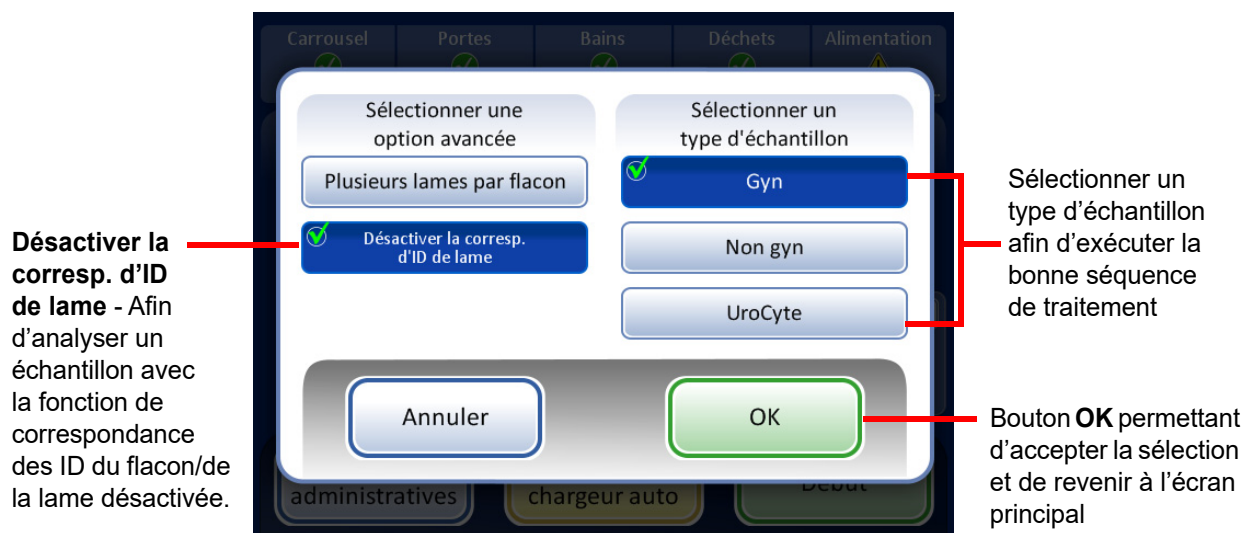 Carrousel
Portes
Bains
Déchets
Alimentation
Sélectionner une
option avancée
Plusieurs lames par flacon
Désactiver la corresp.
d'ID de lame
Sélectionner un
type d'échantillon
Gyn
Non gyn
UroCyte
Annuler
OK
administratives
chargeur auto
Début
Désactiver la
corresp. d’ID
de lame - Afin
d’analyser un
échantillon avec
la fonction de
correspondance
des ID du flacon/de
la lame désactivée.
Sélectionner un
type d’échantillon
afin d’exécuter la
bonne séquence
de traitement
Bouton OK permettant
d’accepter la sélection
et de revenir à l’écran
principal